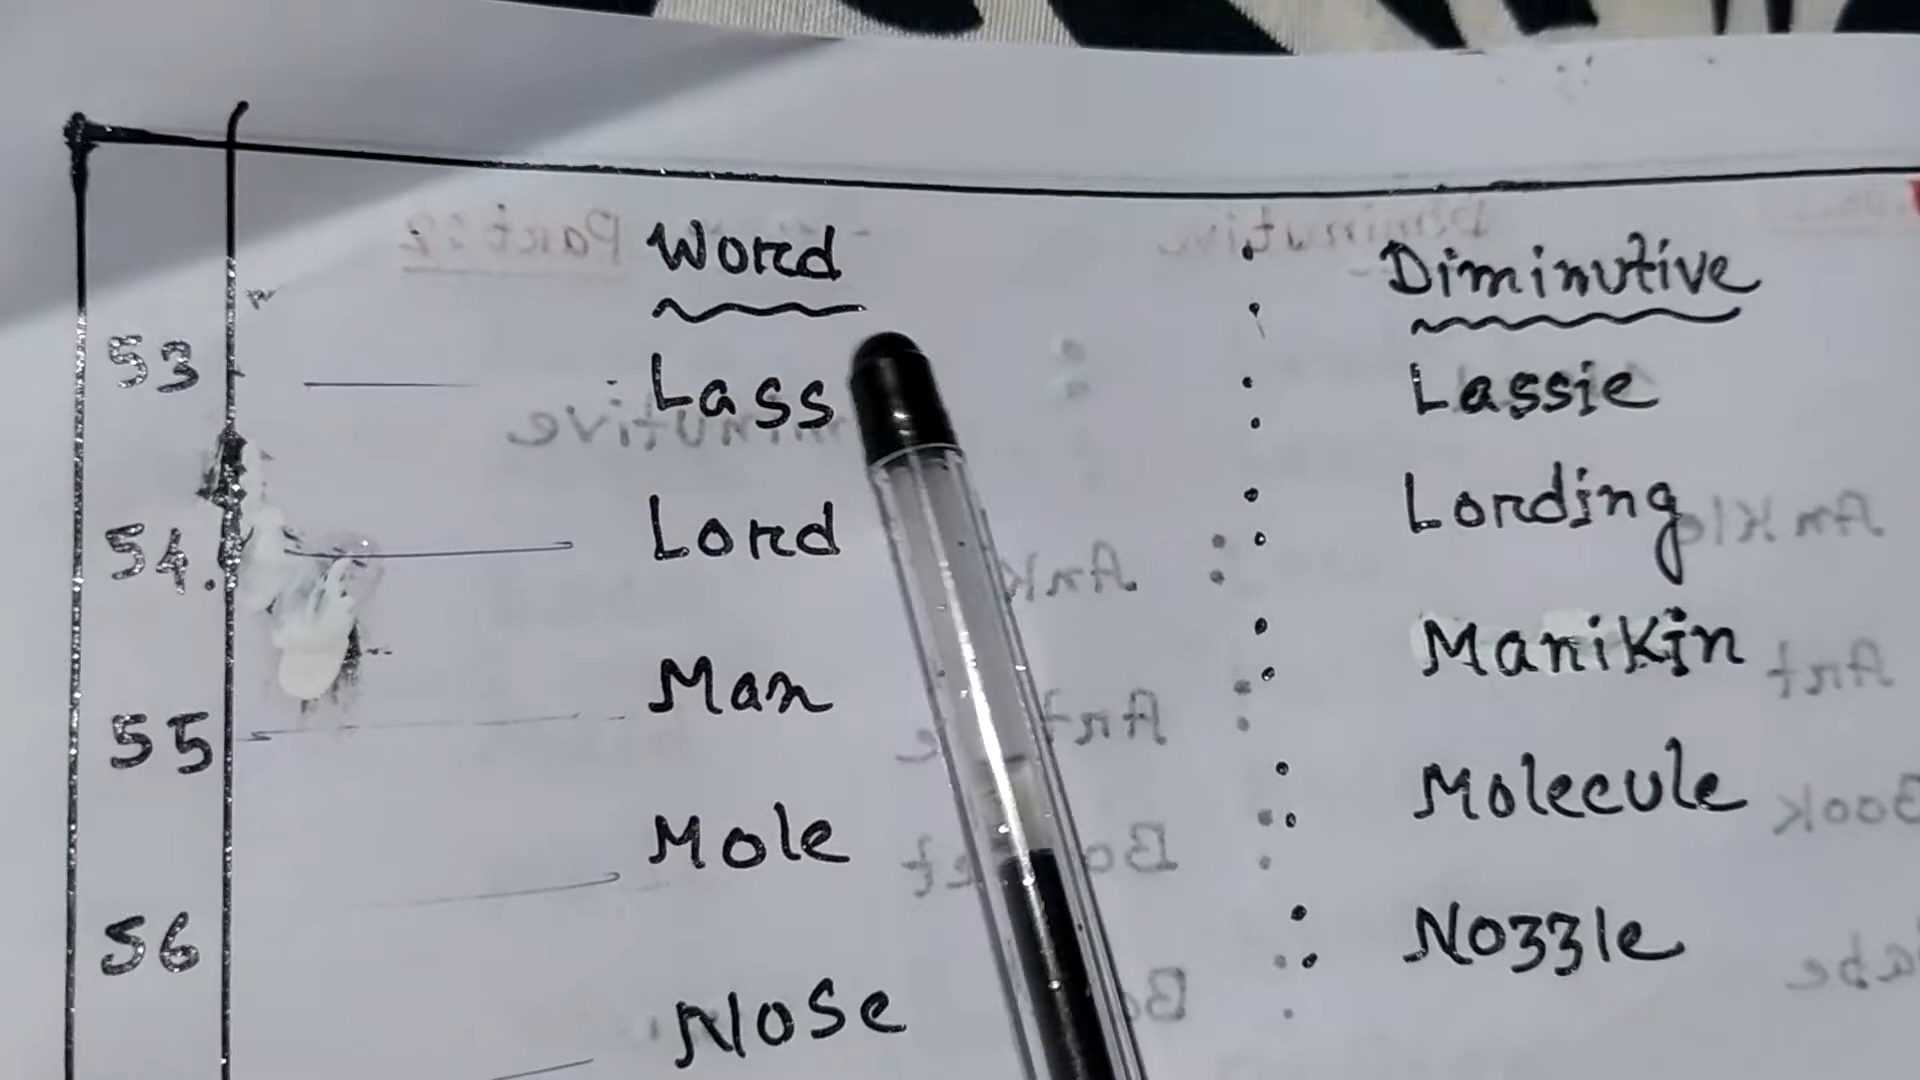 Word : Diminutive
53 Lass : Lassie
54. Lord : Lording
55 Man : Manikin
56 Mole : Molecule
Nose : Nozzle